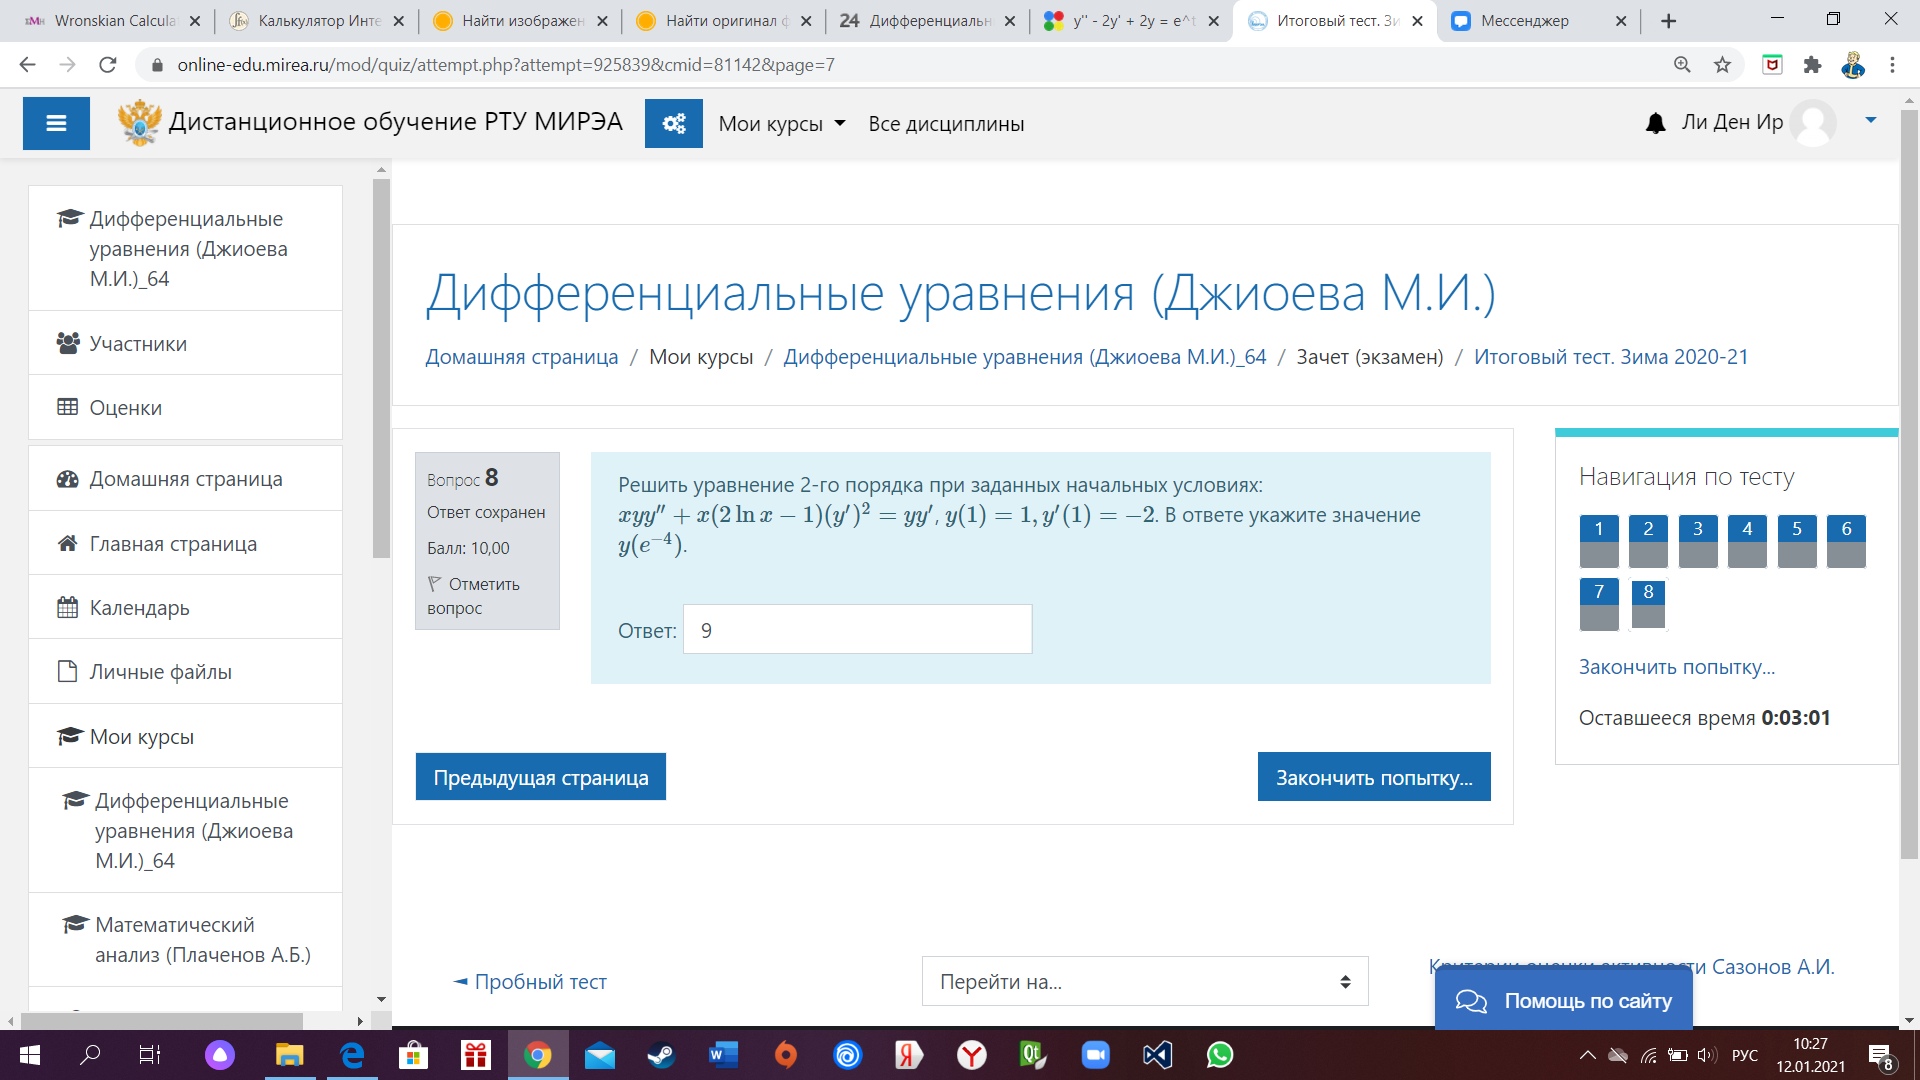 Wronskian Calcula
Калькулятор Инте
Найти изображен
Найти оригинал ф
24 Дифференциальн
y'' - 2y' + 2y = e^t
Итоговый тест. Зи
Мессенджер
online-edu.mirea.ru/mod/quiz/attempt.php?attempt=925839&cmid=81142&page=7
Дистанционное обучение РТУ МИРЭА
Мои курсы
Все дисциплины
Ли Ден Ир
Дифференциальные
уравнения (Джиоева
М.И.)_64
Участники
Оценки
Домашняя страница
Главная страница
Календарь
Личные файлы
Мои курсы
Дифференциальные
уравнения (Джиоева
М.И.)_64
Математический
анализ (Плаченов А.Б.)
Дифференциальные уравнения (Джиоева М.И.)
Домашняя страница / Мои курсы / Дифференциальные уравнения (Джиоева М.И.)_64 / Зачет (экзамен) / Итоговый тест. Зима 2020-21
Вопрос 8
Ответ сохранен
Балл: 10,00
Отметить
вопрос
Решить уравнение 2-го порядка при заданных начальных условиях:
xyy″ + x(2 ln x − 1)(y′)² = yy′, y(1) = 1, y′(1) = −2. В ответе укажите значение
y(e⁻⁴).
Ответ: 9
Предыдущая страница
Закончить попытку...
Навигация по тесту
1 2 3 4 5 6
7 8
Закончить попытку...
Оставшееся время 0:03:01
◄ Пробный тест
Перейти на...
Критерии оценки активности Сазонов А.И.
Помощь по сайту
РУС
10:27
12.01.2021
8